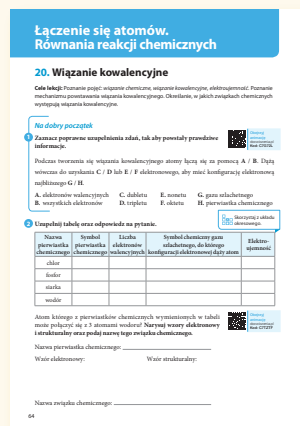 Łączenie się atomów.
Równania reakcji chemicznych
20. Wiązanie kowalencyjne
Cele lekcji: Poznanie pojęć: wiązanie chemiczne, wiązanie kowalencyjne, elektroujemność. Poznanie
mechanizmu powstawania wiązania kowalencyjnego. Określanie, w jakich związkach chemicznych
występują wiązania kowalencyjne.
Na dobry początek
1 Zaznacz poprawne uzupełnienia zdań, tak aby powstały prawdziwe
informacje.
Podczas tworzenia się wiązania kowalencyjnego atomy łączą się za pomocą A / B. Dążą
wówczas do uzyskania C / D lub E / F elektronowego, aby mieć konfigurację elektronową
najbliższego G / H.
A. elektronów walencyjnych C. dubletu E. nonetu G. gazu szlachetnego
B. wszystkich elektronów D. tripletu F. oktetu H. pierwiastka chemicznego
Skorzystaj z układu
okresowego.
2 Uzupełnij tabelę oraz odpowiedz na pytanie.
Nazwa pierwiastka chemicznego
Symbol pierwiastka chemicznego
Liczba elektronów walencyjnych
Symbol chemiczny gazu szlachetnego, do którego konfiguracji elektronowej dąży atom
Elektro-
ujemność
chlor
fosfor
siarka
wodór
Atom którego z pierwiastków chemicznych wymienionych w tabeli
może połączyć się z 3 atomami wodoru? Narysuj wzory elektronowy
i strukturalny oraz podaj nazwę tego związku chemicznego.
Nazwa pierwiastka chemicznego:
Wzór elektronowy: Wzór strukturalny:
Nazwa związku chemicznego:
64